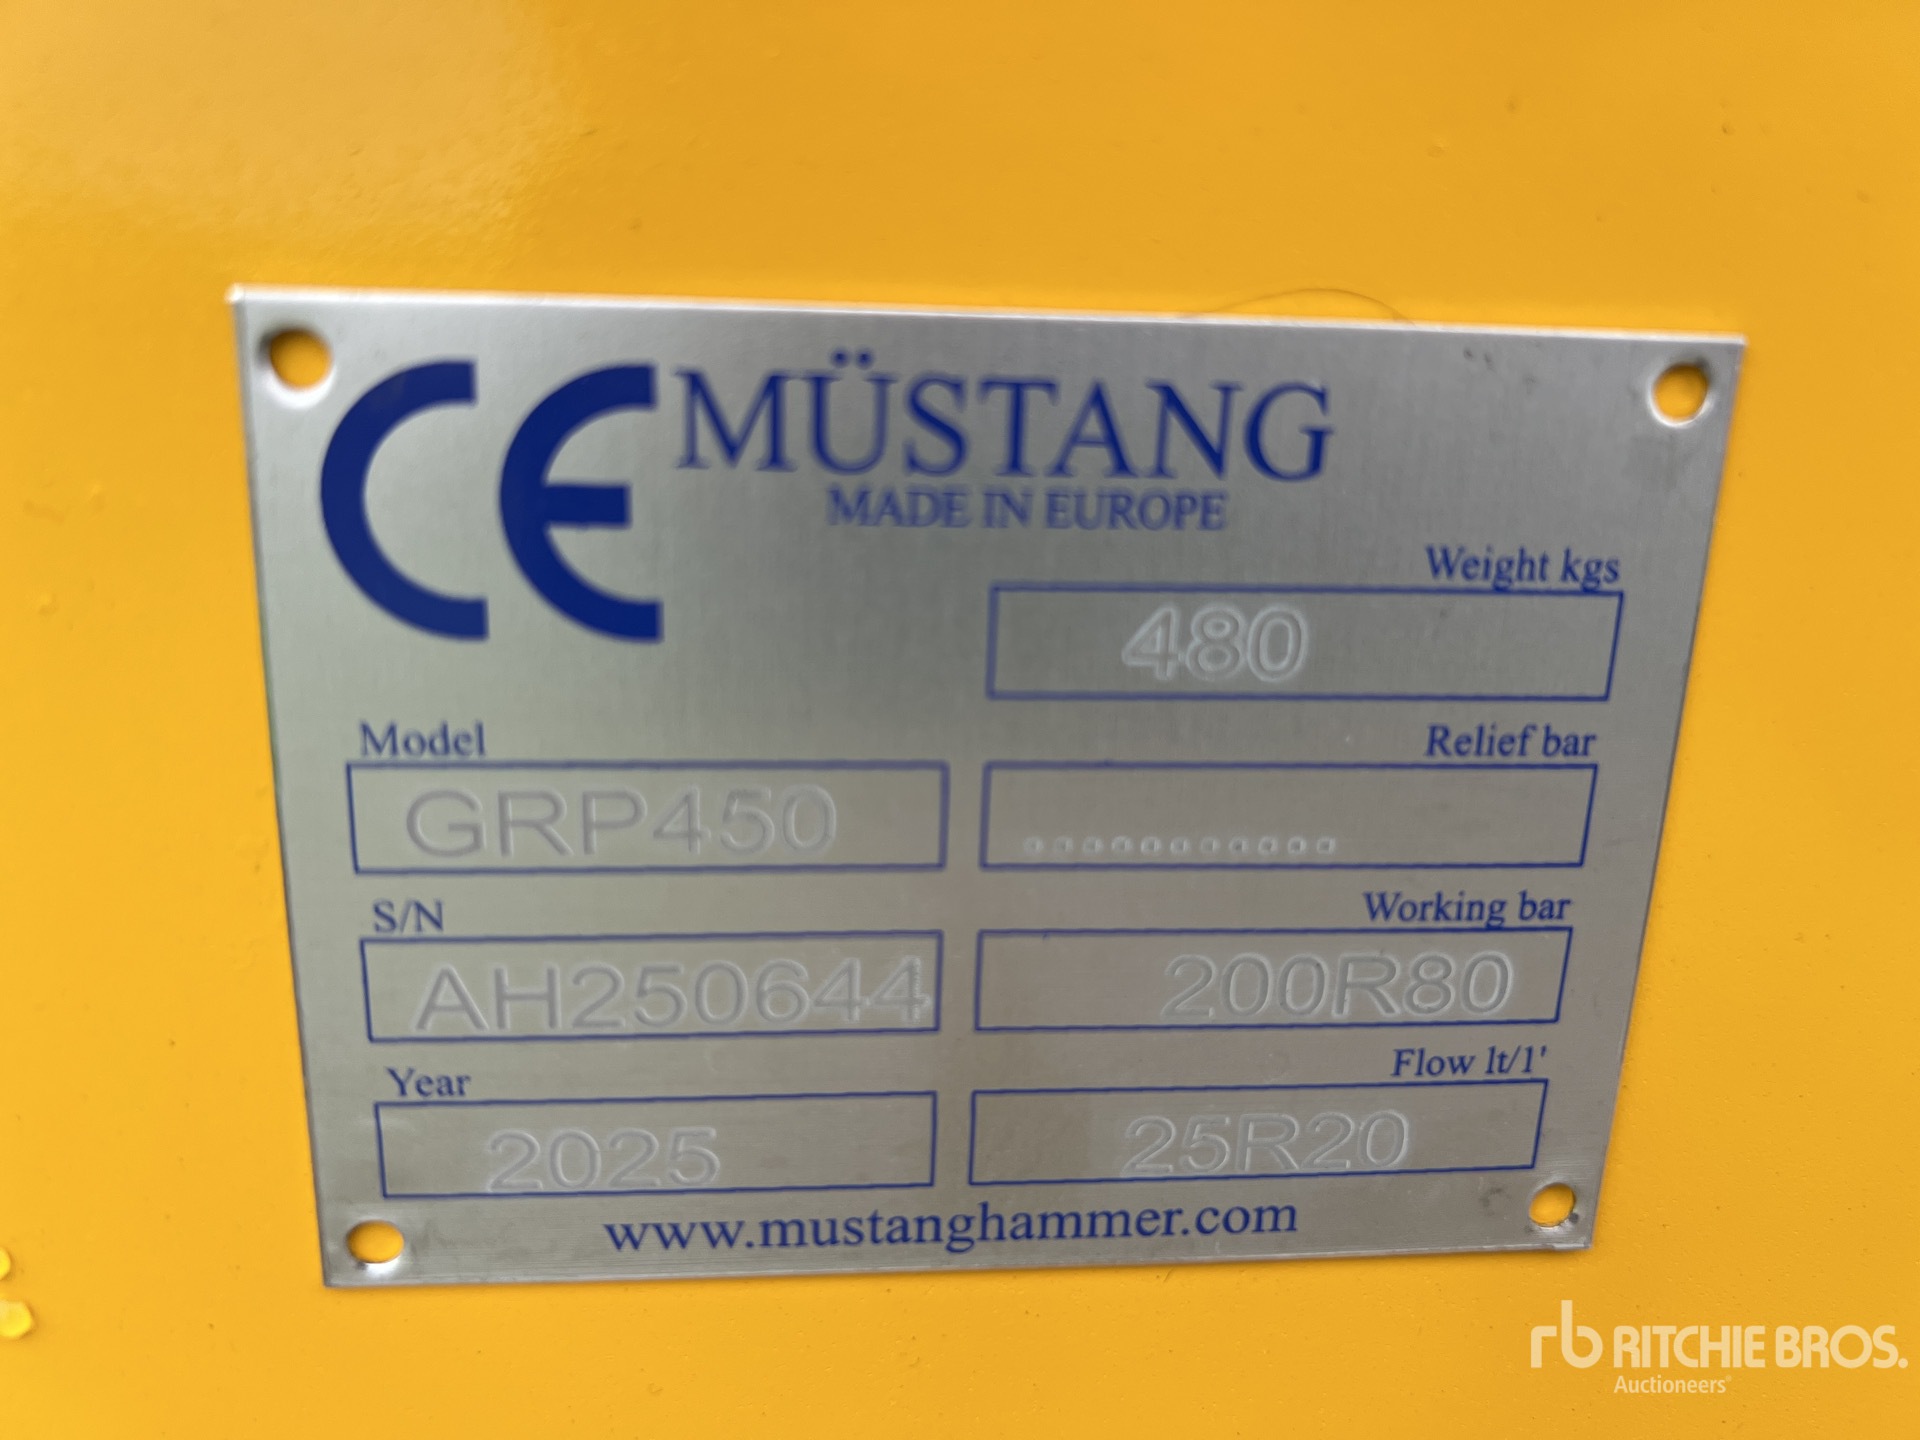 CE MÜSTANG
MADE IN EUROPE
Weight kgs
480
Model
GRP450
Relief bar
...........
S/N
AH250644
Working bar
200R80
Year
2025
Flow lt/1'
25R20
www.mustanghammer.com
rb RITCHIE BROS.
Auctioneers